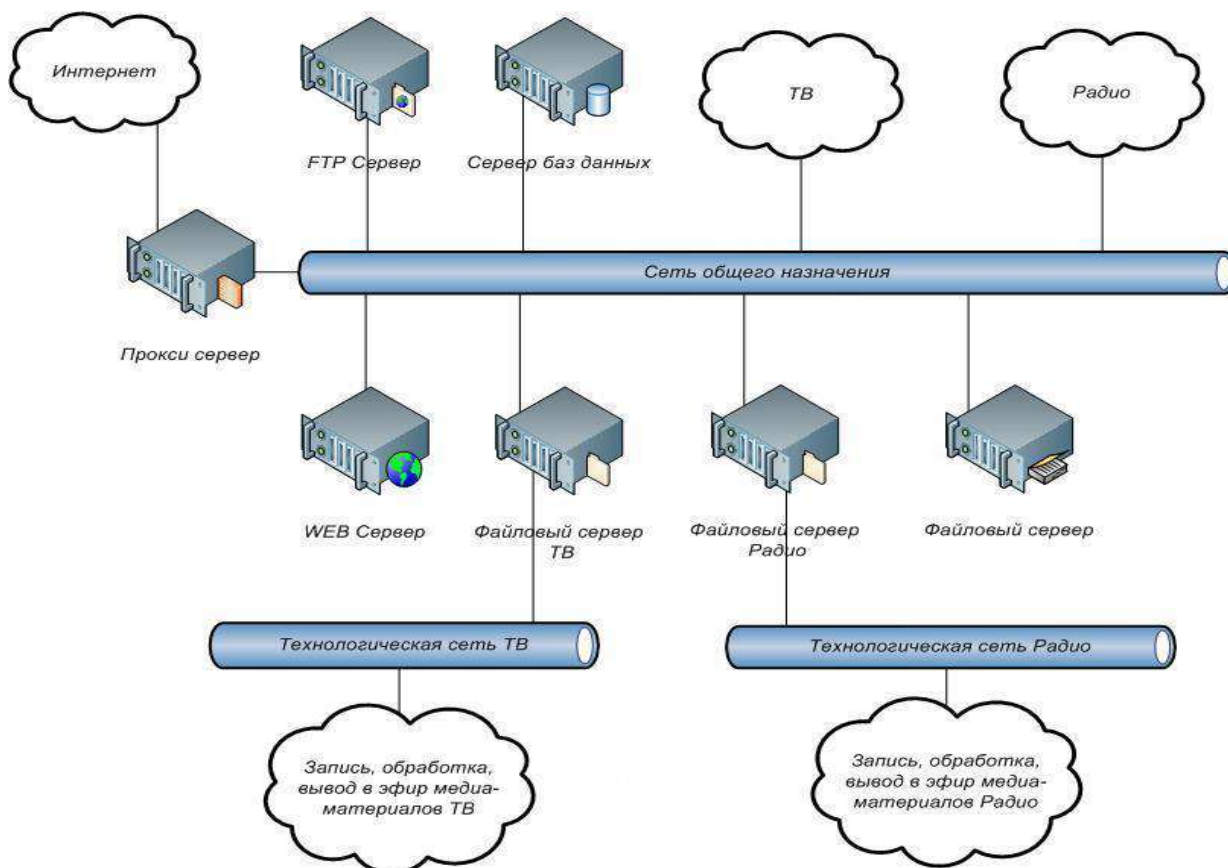 Интернет
FTP Сервер
Сервер баз данных
ТВ
Радио
Сеть общего назначения
Прокси сервер
WEB Сервер
Файловый сервер
ТВ
Файловый сервер
Радио
Файловый сервер
Технологическая сеть ТВ
Технологическая сеть Радио
Запись, обработка,
вывод в эфир медиа-
материалов ТВ
Запись, обработка,
вывод в эфир медиа-
материалов Радио